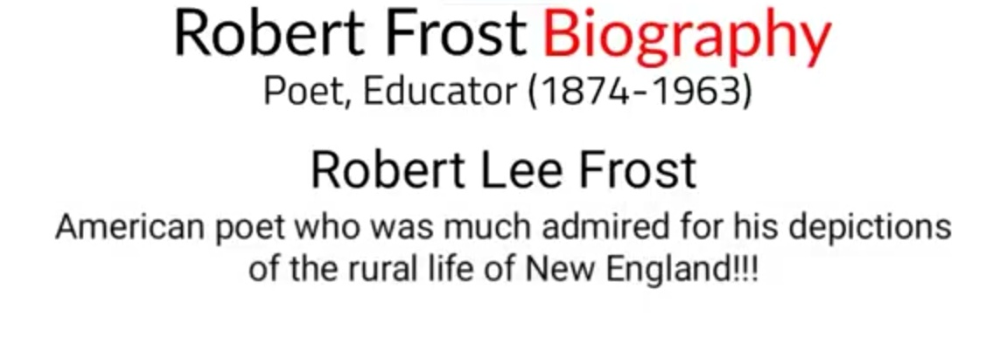 Robert Frost Biography
Poet, Educator (1874-1963)
Robert Lee Frost
American poet who was much admired for his depictions
of the rural life of New England!!!